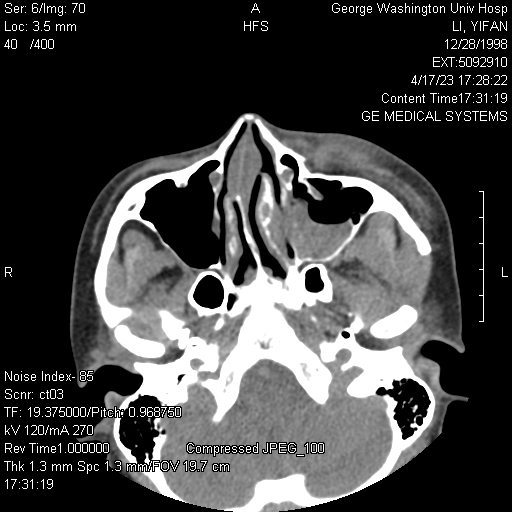 Ser: 6/Img: 70
Loc: 3.5 mm
40 /400
A
HFS
George Washington Univ Hosp
LI, YIFAN
12/28/1998
EXT:5092910
4/17/23 17:28:22
Content Time17:31:19
GE MEDICAL SYSTEMS
R
L
Noise Index- 85
Scnr: ct03
TF: 19.375000/Pitch: 0.968750
kV 120/mA 270
Rev Time1.000000
Compressed JPEG_100
Thk 1.3 mm Spc 1.3 mm/FOV 19.7 cm
17:31:19